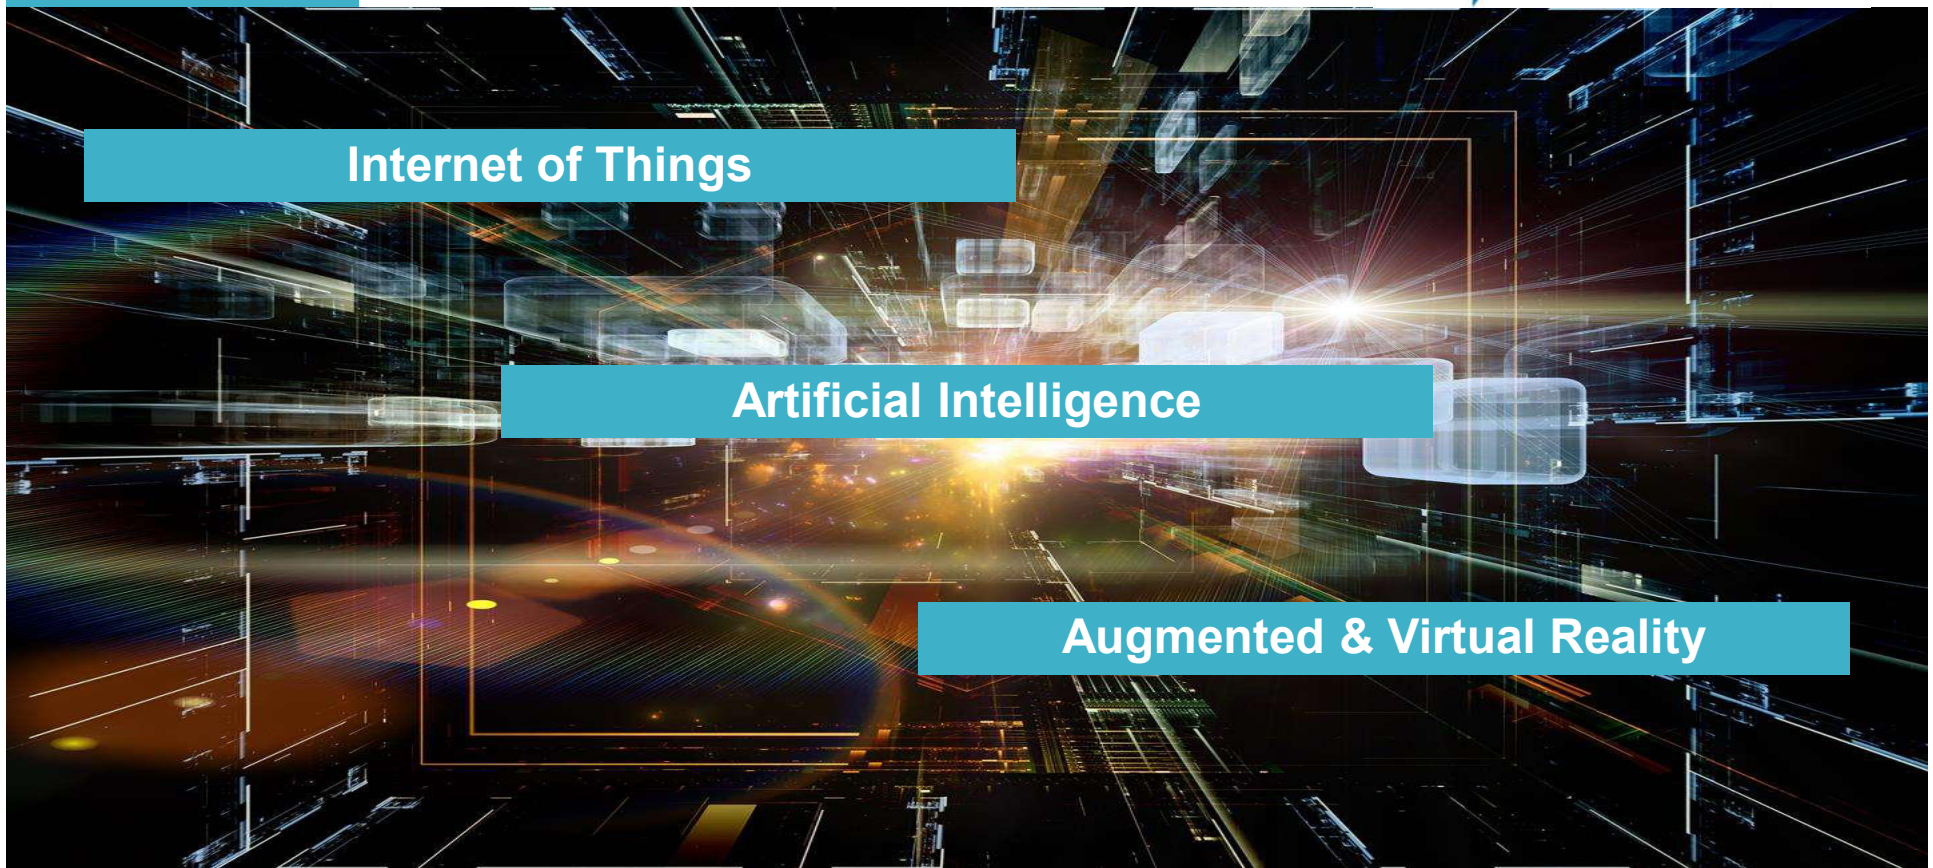 Internet of Things
Artificial Intelligence
Augmented & Virtual Reality